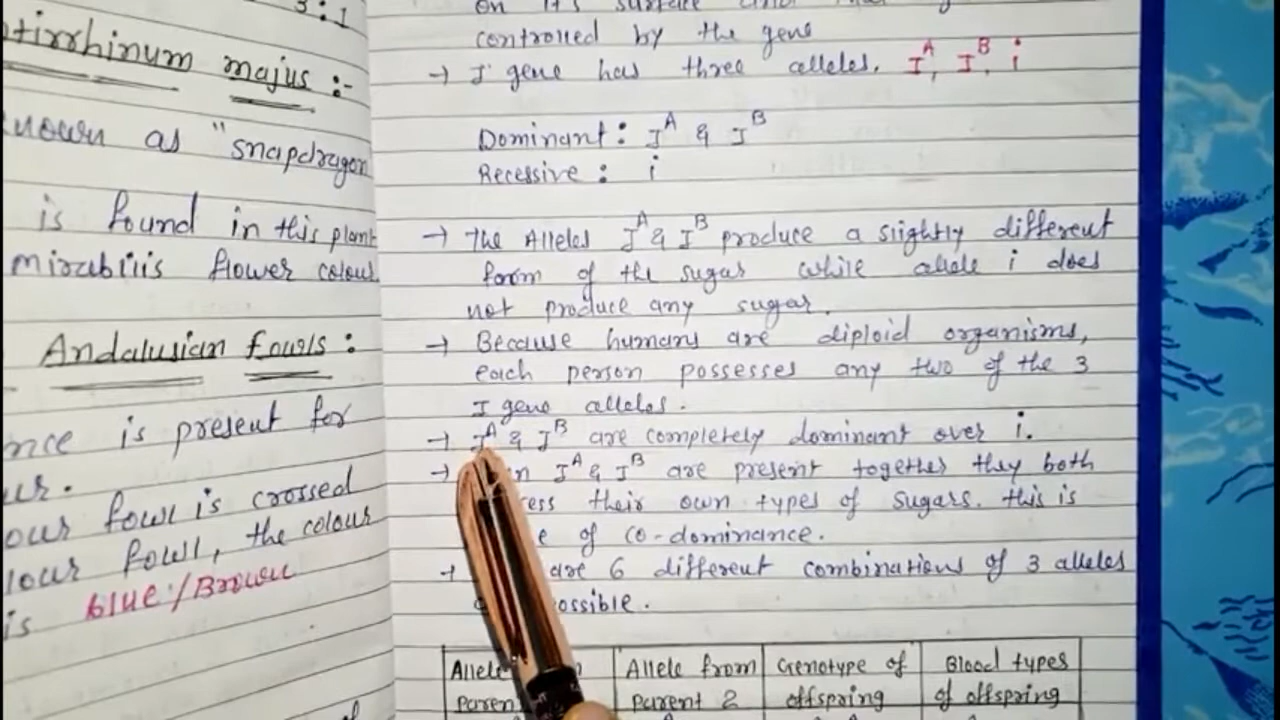 3:1
tirrhinum majus :-
nown as "snapdragon
is found in this plant
mirabilis flower colour
Andalusian fowls :
nce is present for
ur.
our fowl is crossed
lour fowl, the colour
is blue/Brown
of
on its surface
controlled by the gene
→ I gene has three alleles. I^A, I^B, i
Dominant : I^A & I^B
Recessive : i
→ The Alleles I^A & I^B produce a slightly different
form of the sugar while allele i does
not produce any sugar.
→ Because humans are diploid organisms,
each person possesses any two of the 3
I gene alleles.
→ I^A & I^B are completely dominant over i.
→ n I^A & I^B are present together they both
ress their own types of sugars. this is
e of co-dominance.
→ are 6 different combinations of 3 alleles
ossible.
Allele
Paren
Allele from
Parent 2
Genotype of
offspring
Blood types
of offspring